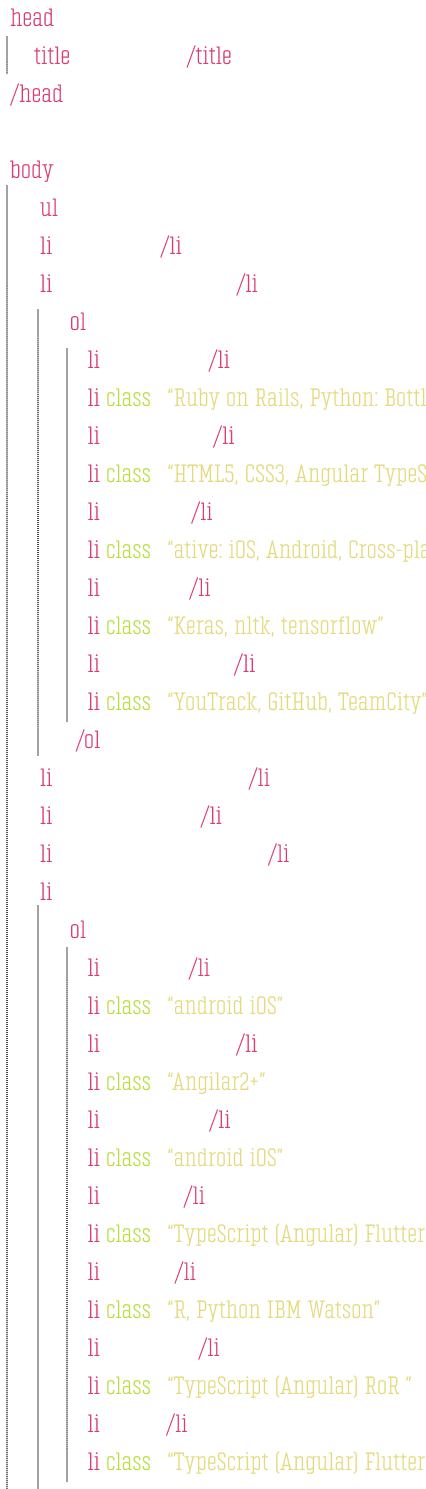 head
title /title
/head
body
ul
li /li
li /li
ol
li /li
li class “Ruby on Rails, Python: Bottl
li /li
li class “HTML5, CSS3, Angular TypeS
li /li
li class “ative: iOS, Android, Cross-pla
li /li
li class “Keras, nltk, tensorflow”
li /li
li class “YouTrack, GitHub, TeamCity”
/ol
li /li
li /li
li /li
li
ol
li /li
li class “android iOS”
li /li
li class “Angilar2+”
li /li
li class “android iOS”
li /li
li class “TypeScript (Angular) Flutter
li /li
li class “R, Python IBM Watson”
li /li
li class “TypeScript (Angular) RoR ”
li /li
li class “TypeScript (Angular) Flutter